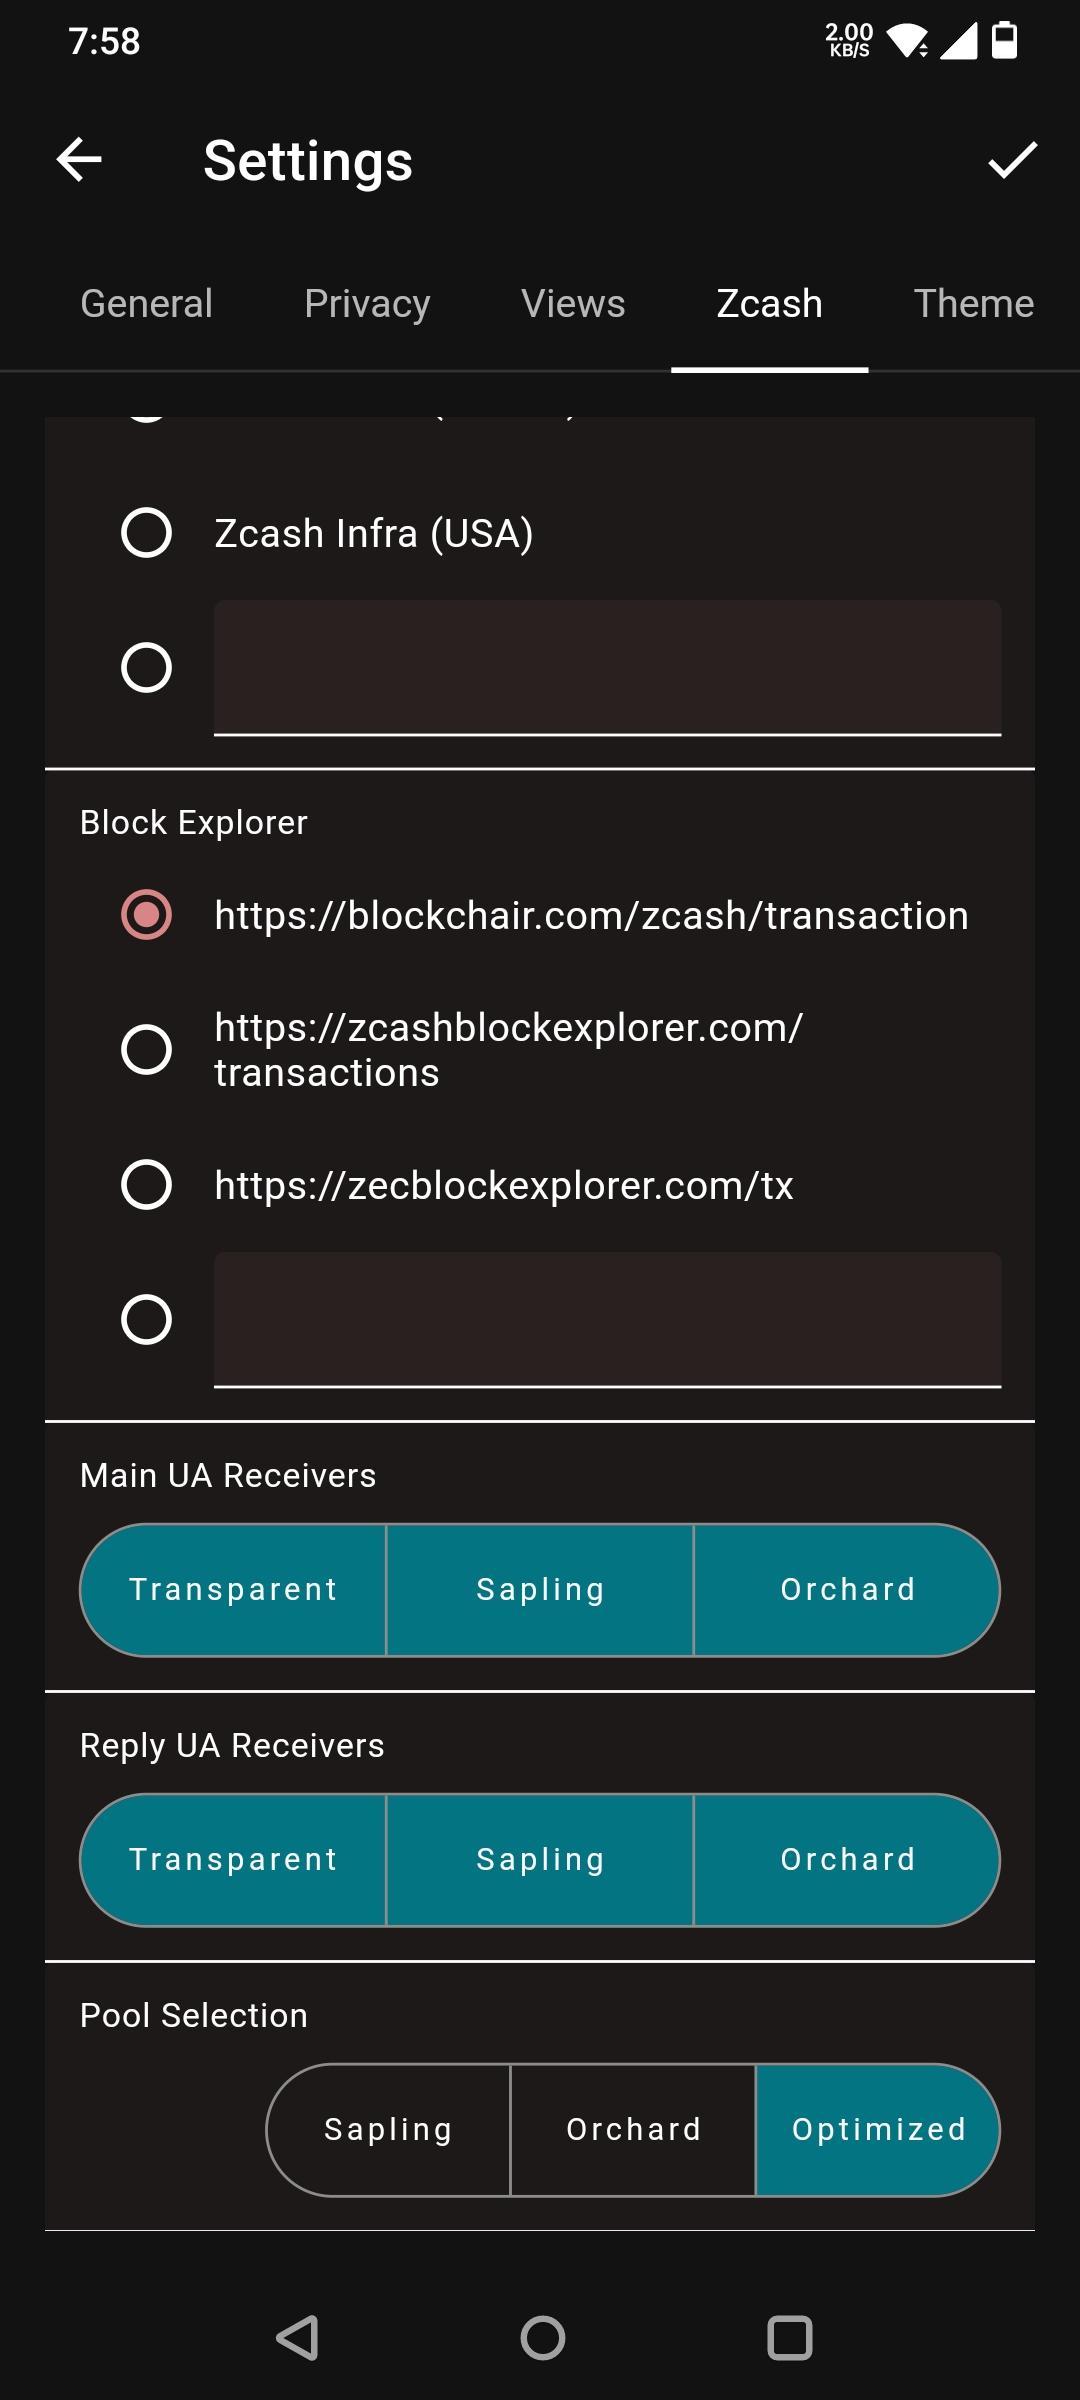 7:58
2.00
KB/S
Settings
General Privacy Views Zcash Theme
Zcash Infra (USA)
Block Explorer
https://blockchair.com/zcash/transaction
https://zcashblockexplorer.com/
transactions
https://zecblockexplorer.com/tx
Main UA Receivers
Transparent Sapling Orchard
Reply UA Receivers
Transparent Sapling Orchard
Pool Selection
Sapling Orchard Optimized